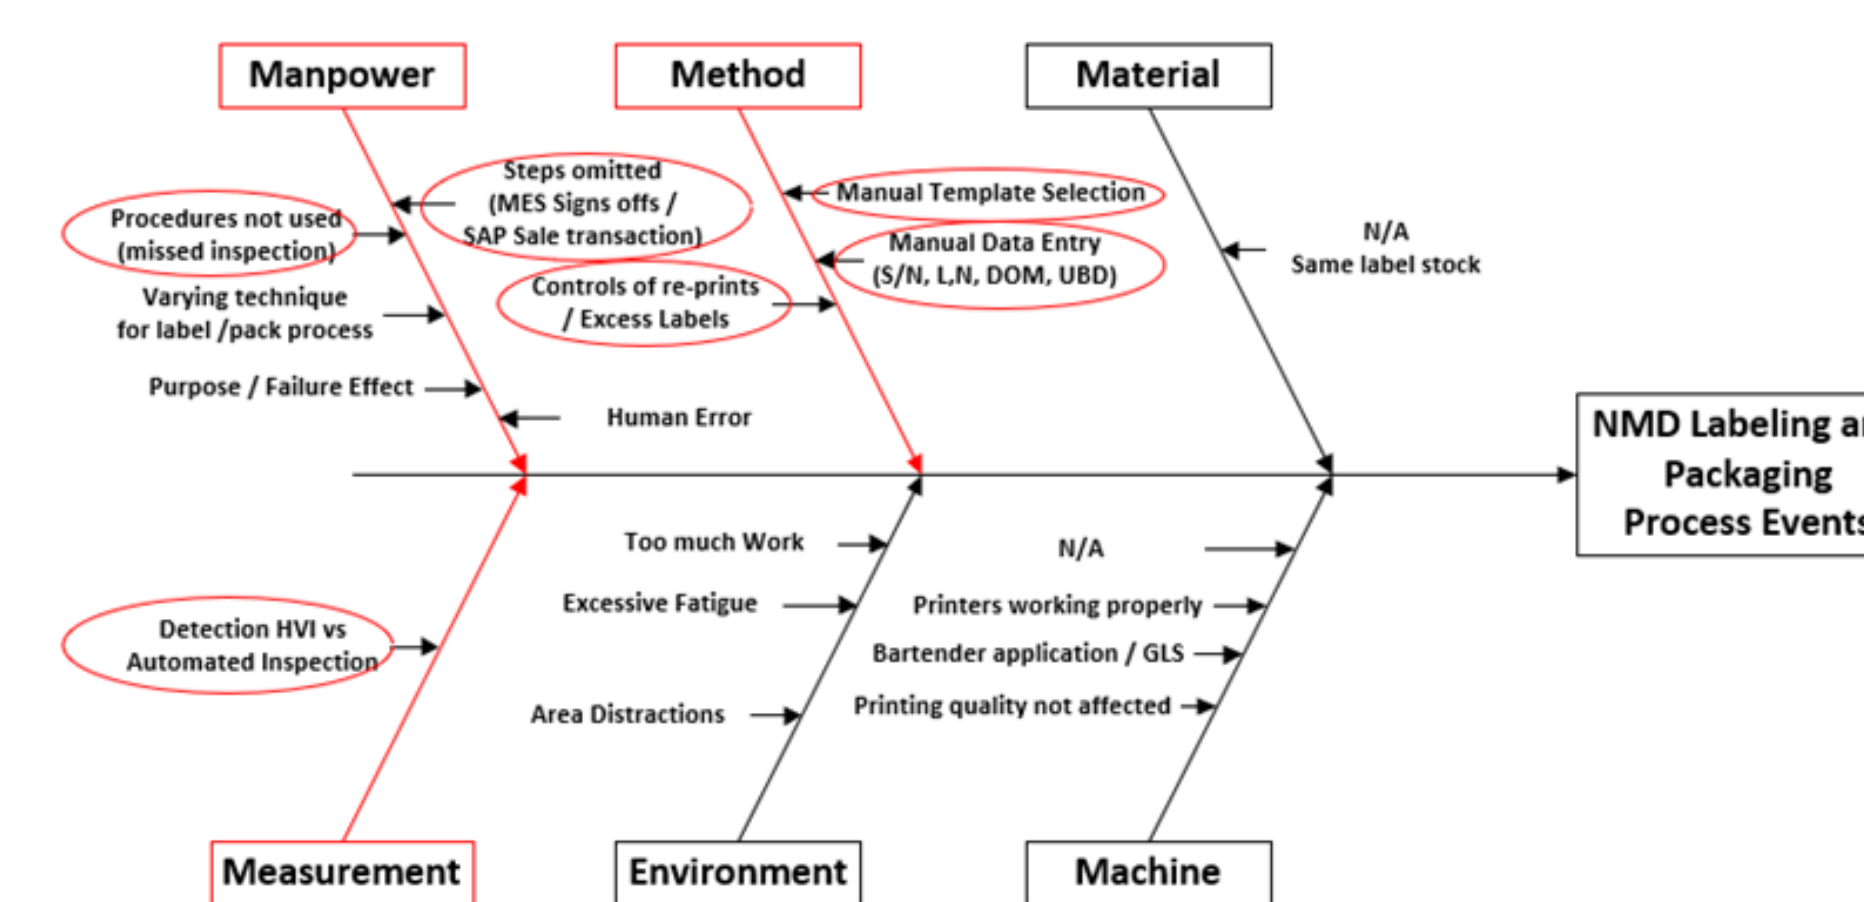 Manpower
Method
Material
Steps omitted
(MES Signs offs /
SAP Sale transaction)
Procedures not used
(missed inspection)
Varying technique
for label /pack process
Purpose / Failure Effect
Human Error
Manual Template Selection
Manual Data Entry
(S/N, L,N, DOM, UBD)
Controls of re-prints
/ Excess Labels
N/A
Same label stock
NMD Labeling
Packaging
Process Events
Too much Work
Excessive Fatigue
Area Distractions
N/A
Printers working properly
Bartender application / GLS
Printing quality not affected
Detection HVI vs
Automated Inspection
Measurement
Environment
Machine